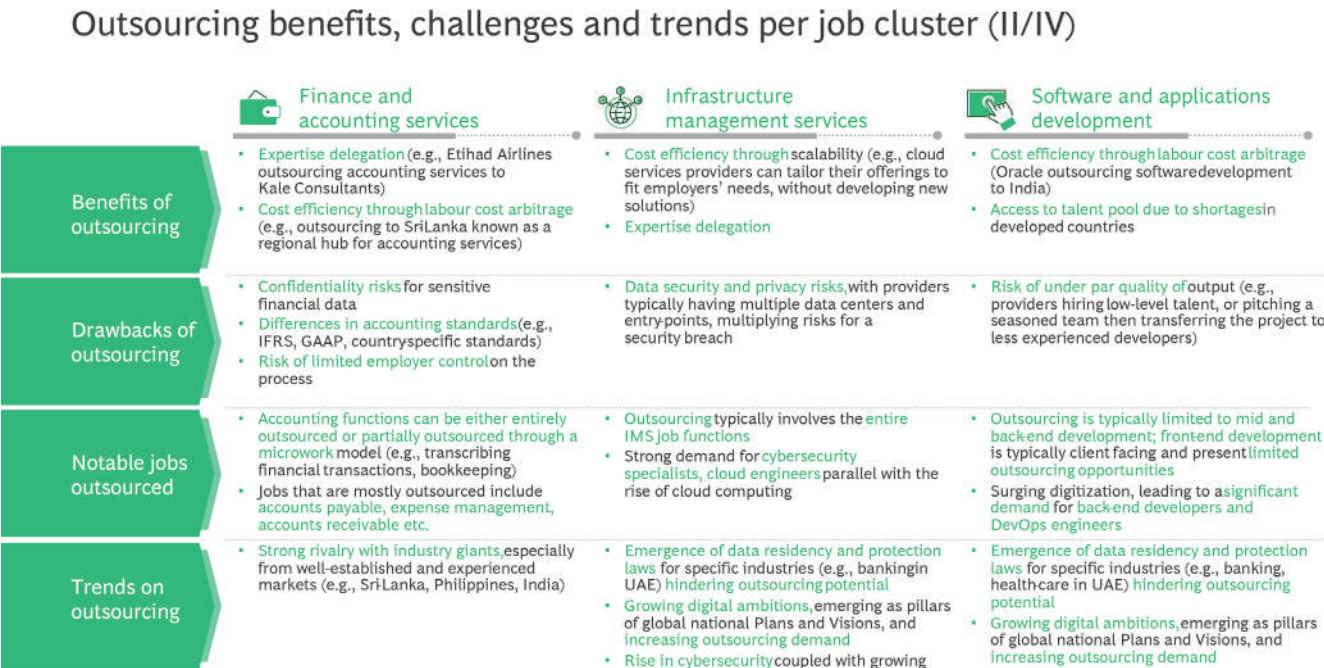 Outsourcing benefits, challenges and trends per job cluster (II/IV)
Finance and
accounting services
Infrastructure
management services
Software and applications
development
Benefits of
outsourcing
• Expertise delegation (e.g., Etihad Airlines
outsourcing accounting services to
Kale Consultants)
• Cost efficiency through labour cost arbitrage
(e.g., outsourcing to SriLanka known as a
regional hub for accounting services)
• Cost efficiency through scalability (e.g., cloud
services providers can tailor their offerings to
fit employers' needs, without developing new
solutions)
• Expertise delegation
• Cost efficiency through labour cost arbitrage
(Oracle outsourcing softwaredevelopment
to India)
• Access to talent pool due to shortagesin
developed countries
Drawbacks of
outsourcing
• Confidentiality risks for sensitive
financial data
• Differences in accounting standards(e.g.,
IFRS, GAAP, countryspecific standards)
• Risk of limited employer control on the
process
• Data security and privacy risks, with providers
typically having multiple data centers and
entry-points, multiplying risks for a
security breach
• Risk of under par quality of output (e.g.,
providers hiring low-level talent, or pitching a
seasoned team then transferring the project to
less experienced developers)
Notable jobs
outsourced
• Accounting functions can be either entirely
outsourced or partially outsourced through a
microwork model (e.g., transcribing
financial transactions, bookkeeping)
• Jobs that are mostly outsourced include
accounts payable, expense management,
accounts receivable etc.
• Outsourcing typically involves the entire
IMS job functions
• Strong demand for cybersecurity
specialists, cloud engineers parallel with the
rise of cloud computing
• Outsourcing is typically limited to mid and
back-end development; frontend development
is typically client facing and present limited
outsourcing opportunities
• Surging digitization, leading to a significant
demand for back-end developers and
DevOps engineers
Trends on
outsourcing
• Strong rivalry with industry giants, especially
from well-established and experienced
markets (e.g., Sri-Lanka, Philippines, India)
• Emergence of data residency and protection
laws for specific industries (e.g., bankingin
UAE) hindering outsourcing potential
• Growing digital ambitions, emerging as pillars
of global national Plans and Visions, and
increasing outsourcing demand
• Rise in cybersecurity coupled with growing
• Emergence of data residency and protection
laws for specific industries (e.g., banking,
health-care in UAE) hindering outsourcing
potential
• Growing digital ambitions, emerging as pillars
of global national Plans and Visions, and
increasing outsourcing demand